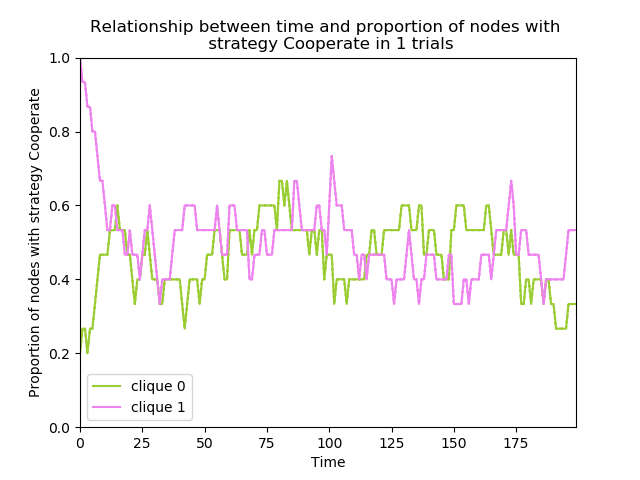 Relationship between time and proportion of nodes with
strategy Cooperate in 1 trials
Proportion of nodes with strategy Cooperate
1.0
0.8
0.6
0.4
0.2
0.0
clique 0
clique 1
0 25 50 75 100 125 150 175
Time